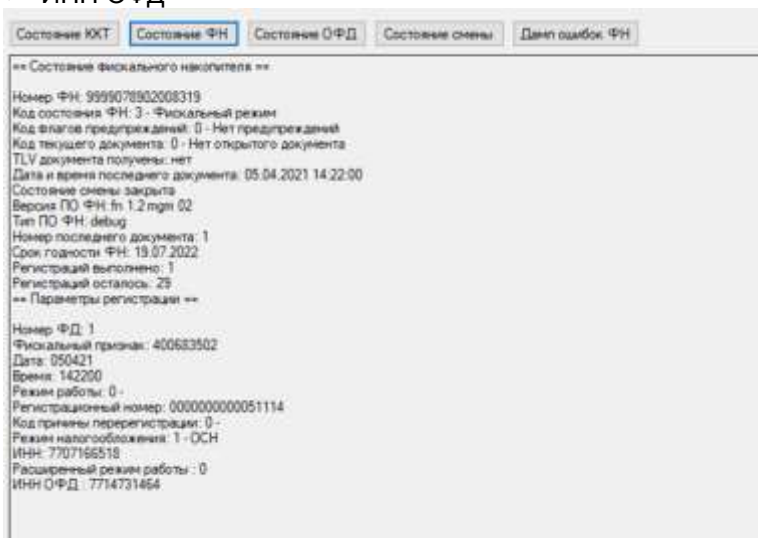 ИНН ОФД
Состояние ККТ Состояние ФН Состояние ОФД Состояние смены Дамп ошибок ФН
== Состояние фискального накопителя ==
Номер ФН: 9999078902008319
Код состояния ФН: 3 - Фискальный режим
Код флагов предупреждений: 0 - Нет предупреждений
Код текущего документа: 0 - Нет открытого документа
TLV документа получены: нет
Дата и время последнего документа: 05.04.2021 14:22:00
Состояние смены закрыта
Версия ПО ФН: fn 1.2 mgm 02
Тип ПО ФН: debug
Номер последнего документа: 1
Срок годности ФН: 19.07.2022
Регистраций выполнено: 1
Регистраций осталось: 29
== Параметры регистрации ==
Номер ФД: 1
Фискальный признак: 400683502
Дата: 050421
Время: 142200
Режим работы: 0 -
Регистрационный номер: 0000000000051114
Код причины перерегистрации: 0 -
Режим налогообложения: 1 - ОСН
ИНН: 7707166518
Расширенный режим работы : 0
ИНН ОФД : 7714731464